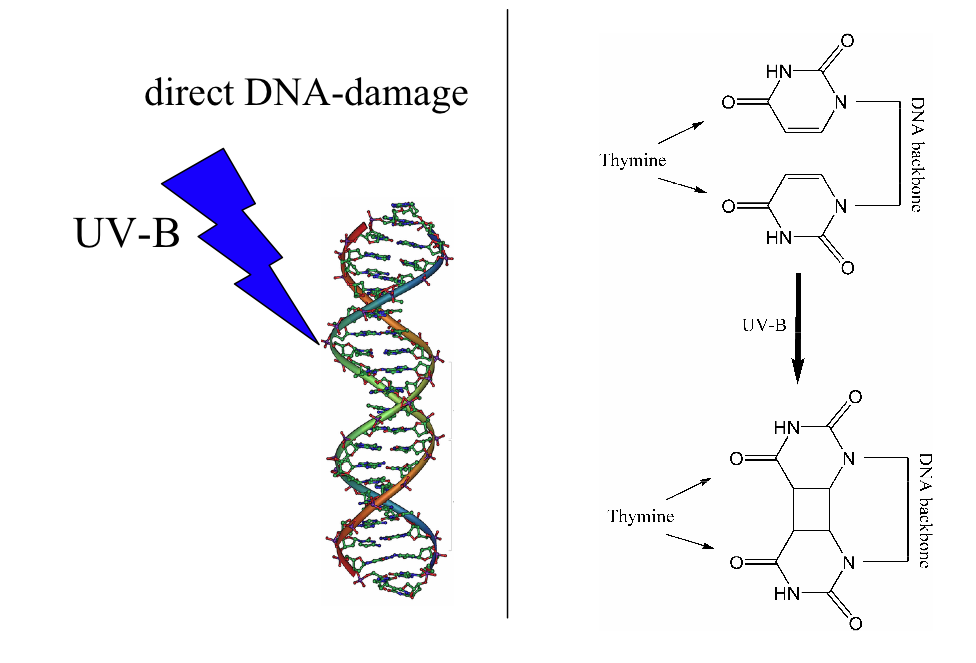 direct DNA-damage
UV-B
O
HN
O
N
Thymine
DNA backbone
O
N
HN
O
UV-B
O
HN
O
N
Thymine
DNA backbone
O
N
HN
O